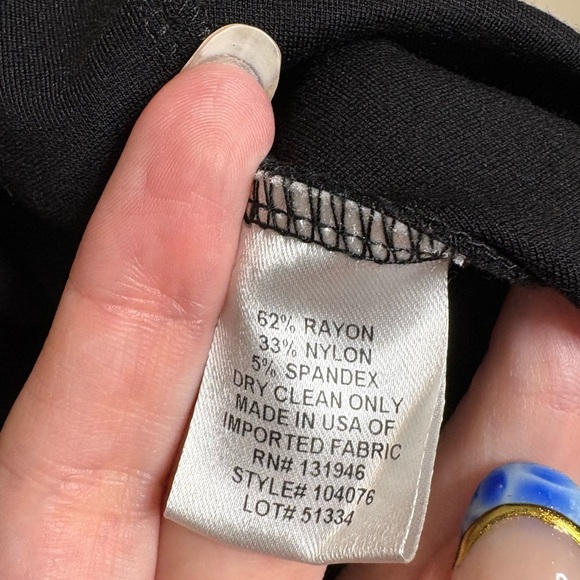 62% RAYON
33% NYLON
5% SPANDEX
DRY CLEAN ONLY
MADE IN USA OF
IMPORTED FABRIC
RN# 131946
STYLE# 104076
LOT# 51334